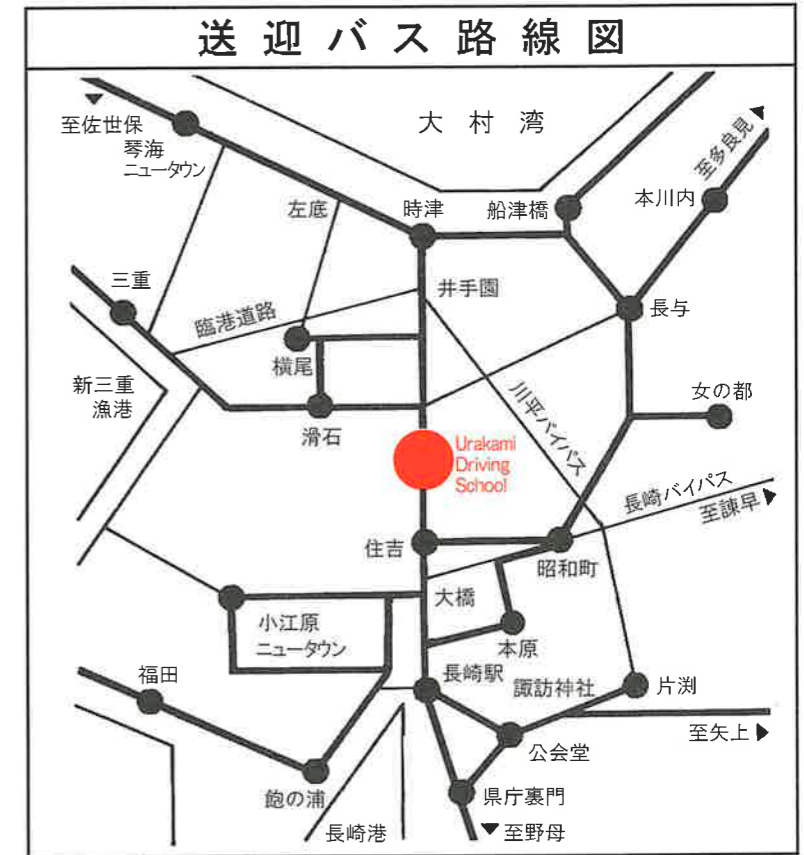 送迎バス路線図
大村湾
至佐世保
琴海
ニュータウン
至多良見
左底
時津
船津橋
本川内
三重
井手園
臨港道路
長与
横尾
新三重
漁港
女の都
川平バイパス
滑石
Urakami
Driving
School
長崎バイパス
至諫早
住吉
昭和町
大橋
小江原
ニュータウン
本原
福田
長崎駅
諏訪神社
片渕
至矢上
公会堂
飽の浦
県庁裏門
長崎港
至野母